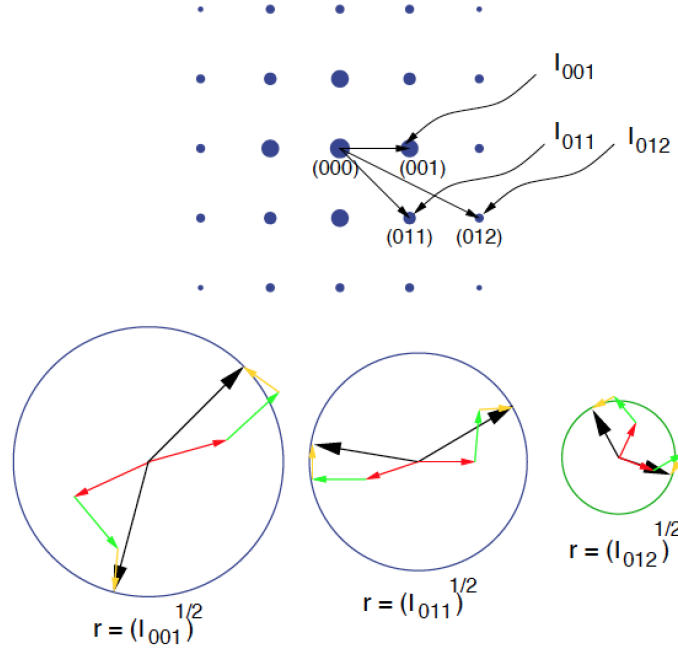 I001
I011
I012
(000)
(001)
(011)
(012)
r = (I001)1/2
r = (I011)1/2
r = (I012)1/2